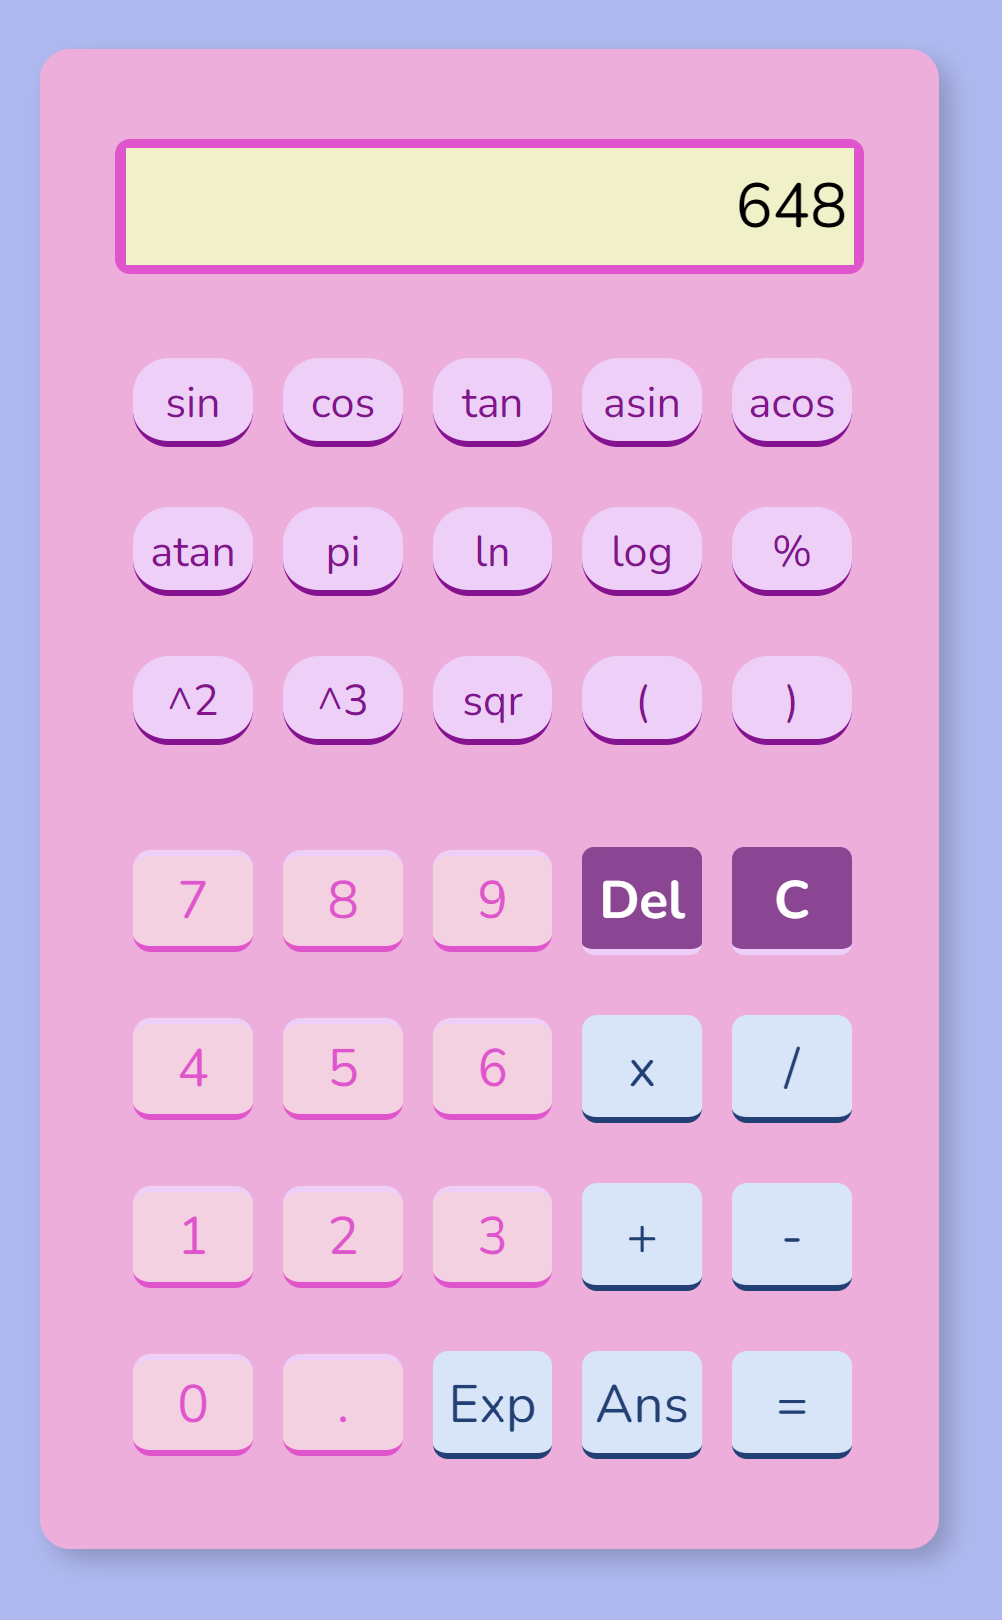 648
sin cos tan asin acos
atan pi ln log %
^2 ^3 sqr ( )
7 8 9 Del C
4 5 6 x /
1 2 3 + -
0 . Exp Ans =